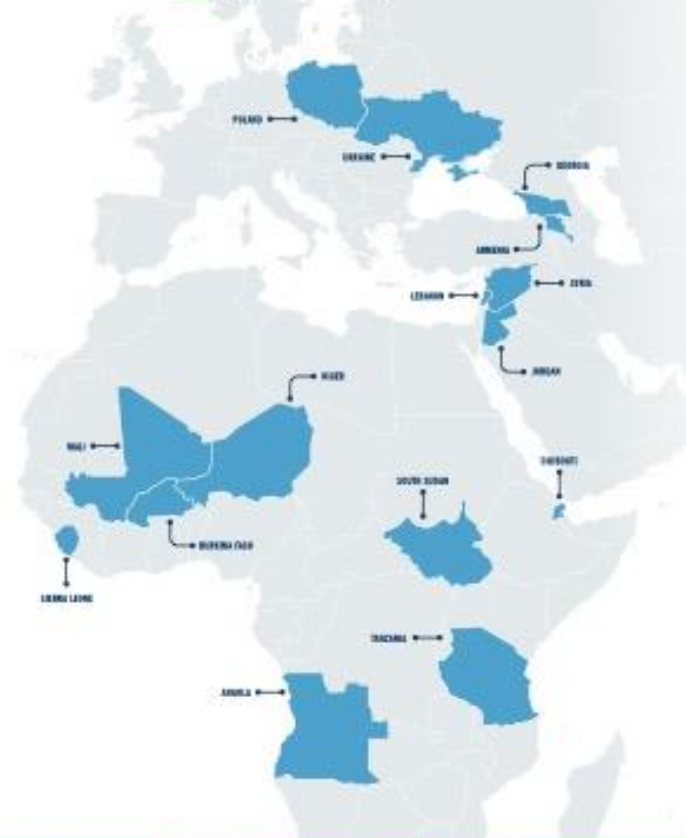 POLAND
UKRAINE
GEORGIA
ARMENIA
LEBANON
SYRIA
JORDAN
NIGER
MALI
DJIBOUTI
SOUTH SUDAN
BURKINA FASO
SIERRA LEONE
TANZANIA
ANGOLA